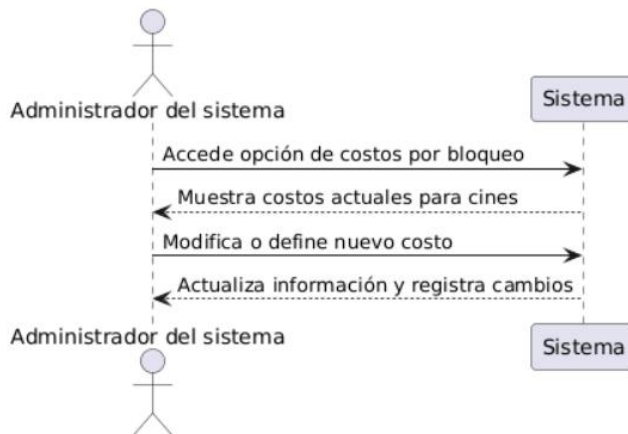 Administrador del sistema
Sistema
Accede opción de costos por bloqueo
Muestra costos actuales para cines
Modifica o define nuevo costo
Actualiza información y registra cambios
Administrador del sistema
Sistema